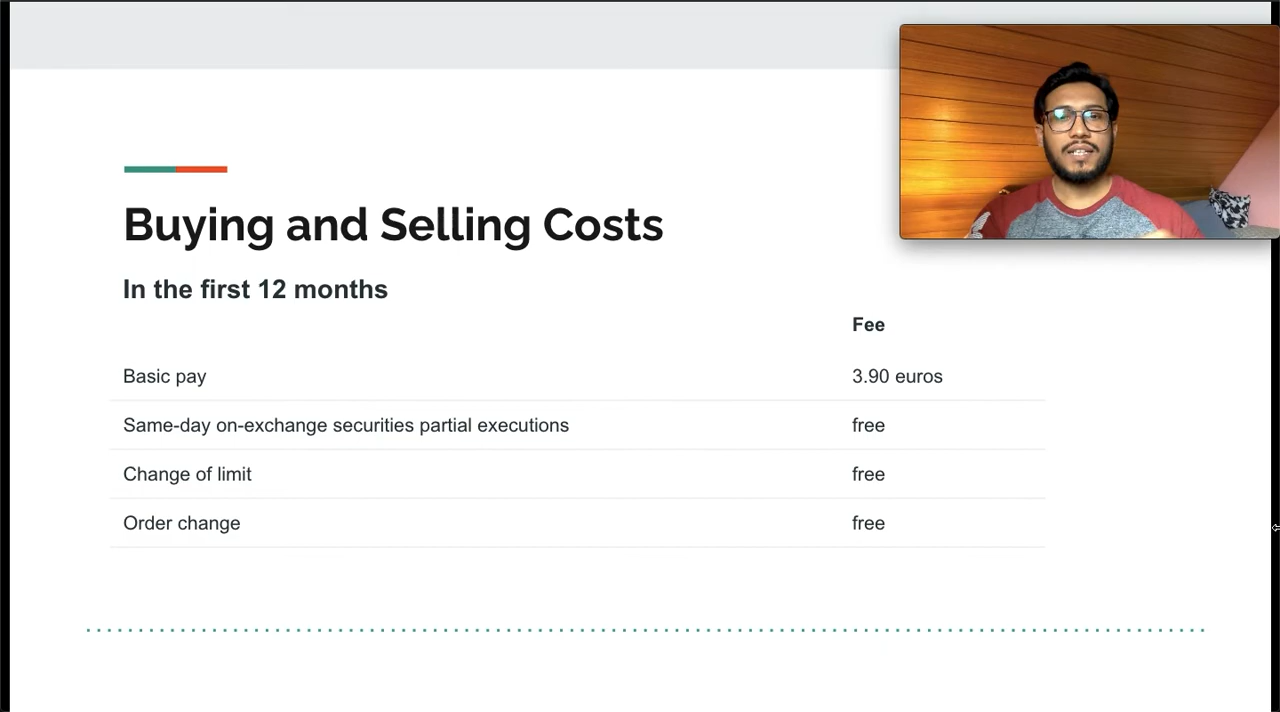 Buying and Selling Costs
In the first 12 months
Fee
Basic pay 3.90 euros
Same-day on-exchange securities partial executions free
Change of limit free
Order change free